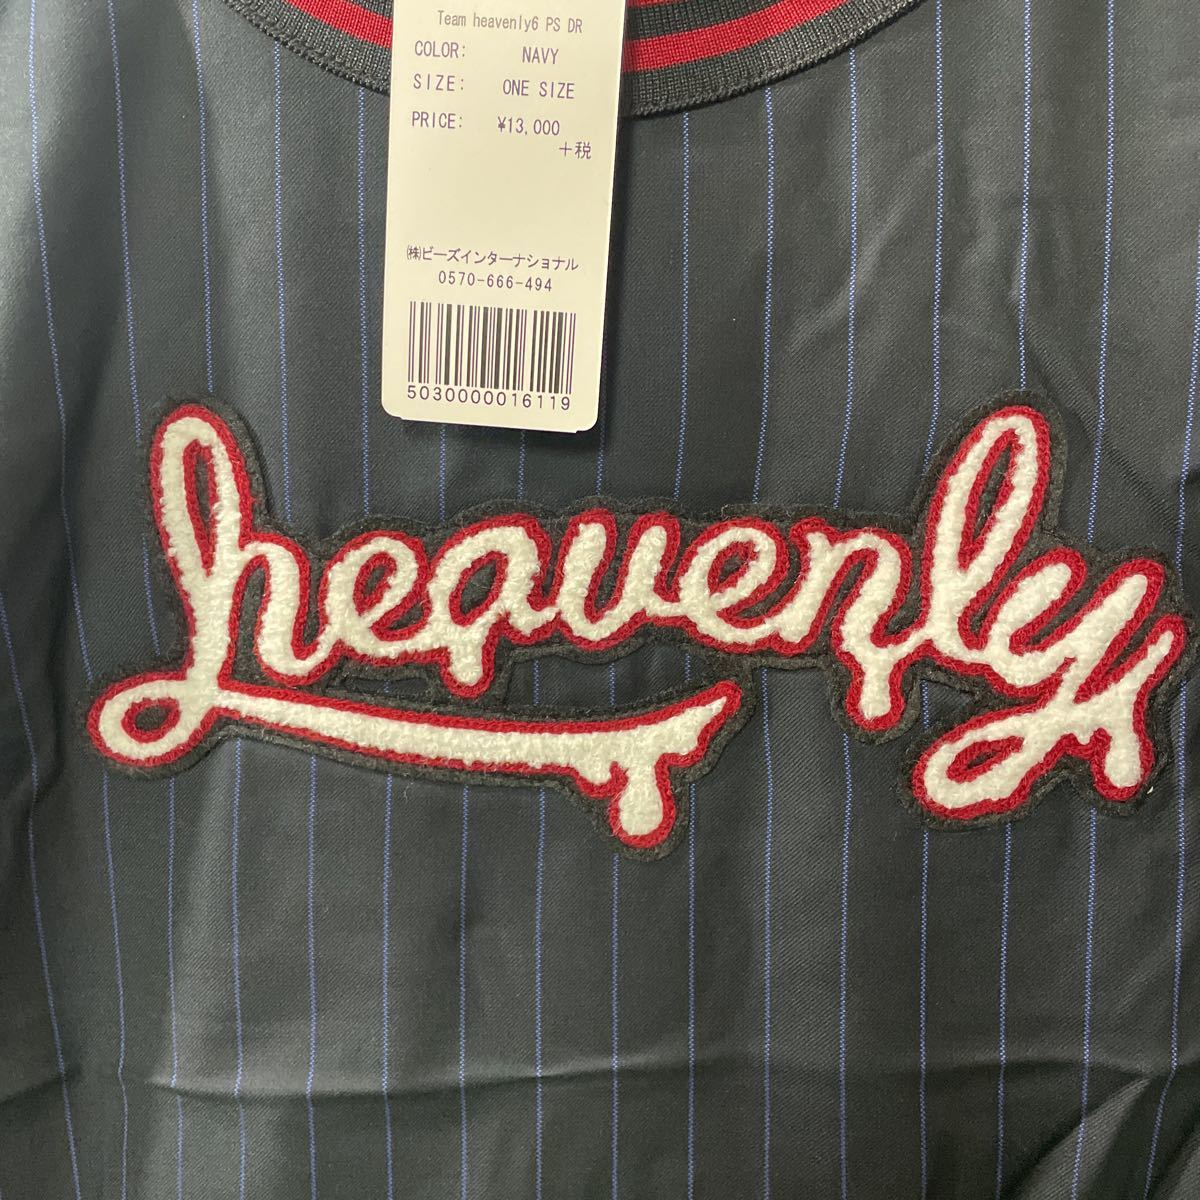 Team heavenly6 PS DR
COLOR: NAVY
SIZE: ONE SIZE
PRICE: ¥13,000
+税
㈱ビーズインターナショナル
0570-666-494
5030000016119
heavenly